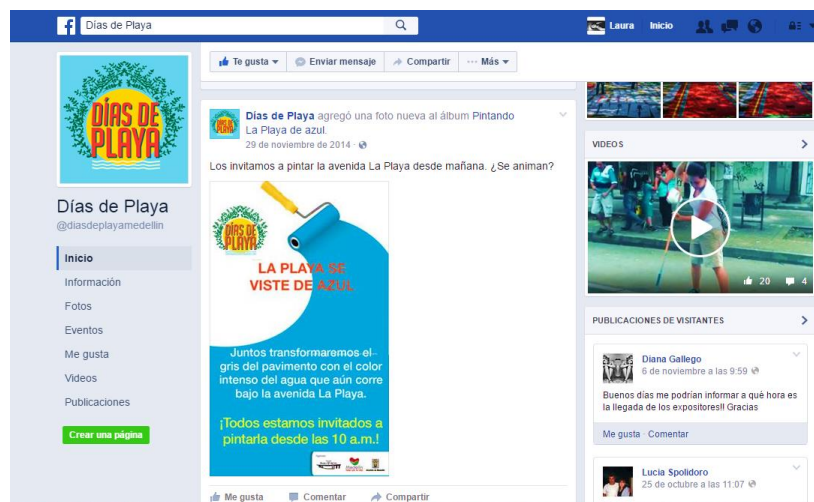 Días de Playa
Laura Inicio
DÍAS DE PLAYA
Días de Playa
@diasdeplayamedellin
Inicio
Información
Fotos
Eventos
Me gusta
Videos
Publicaciones
Crear una página
Te gusta Enviar mensaje Compartir ··· Más
Días de Playa agregó una foto nueva al álbum Pintando
La Playa de azul.
29 de noviembre de 2014 ·
Los invitamos a pintar la avenida La Playa desde mañana. ¿Se animan?
DÍAS DE PLAYA
LA PLAYA SE
VISTE DE AZUL
Juntos transformaremos el
gris del pavimento con el color
intenso del agua que aún corre
bajo la avenida La Playa.
¡Todos estamos invitados a
pintarla desde las 10 a.m.!
Me gusta Comentar Compartir
VIDEOS
20 4
PUBLICACIONES DE VISITANTES
Diana Gallego
6 de noviembre a las 9:59
Buenos días me podrían informar a qué hora es
la llegada de los expositores!! Gracias
Me gusta · Comentar
Lucia Spolidoro
25 de octubre a las 11:07